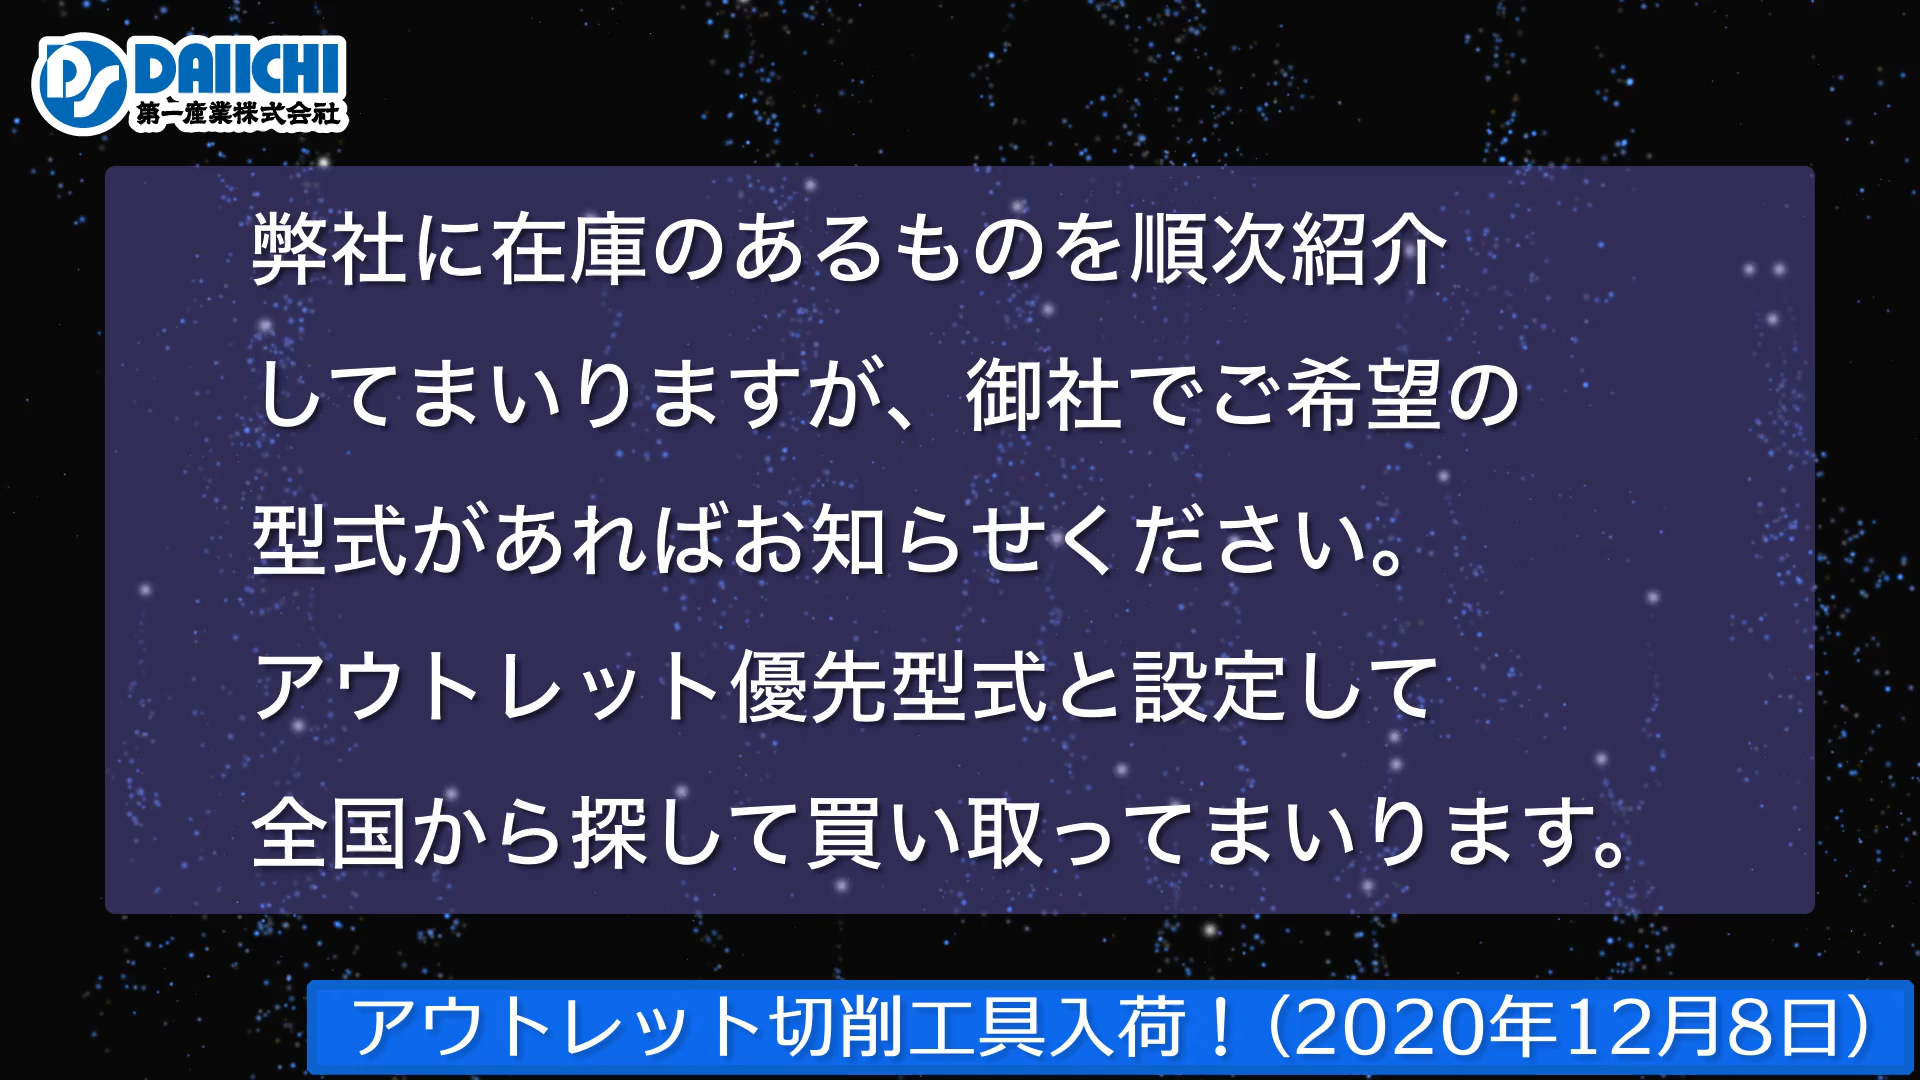 DS DAIICHI
第一産業株式会社
弊社に在庫のあるものを順次紹介
してまいりますが、御社でご希望の
型式があればお知らせください。
アウトレット優先型式と設定して
全国から探して買い取ってまいります。
アウトレット切削工具入荷！（2020年12月8日）